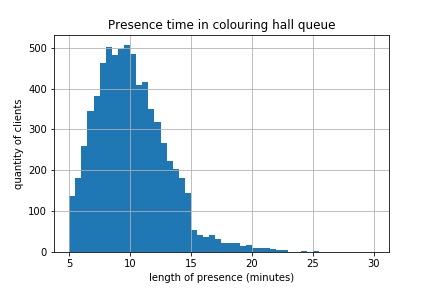 Presence time in colouring hall queue
quantity of clients
500
400
300
200
100
0
5 10 15 20 25 30
length of presence (minutes)